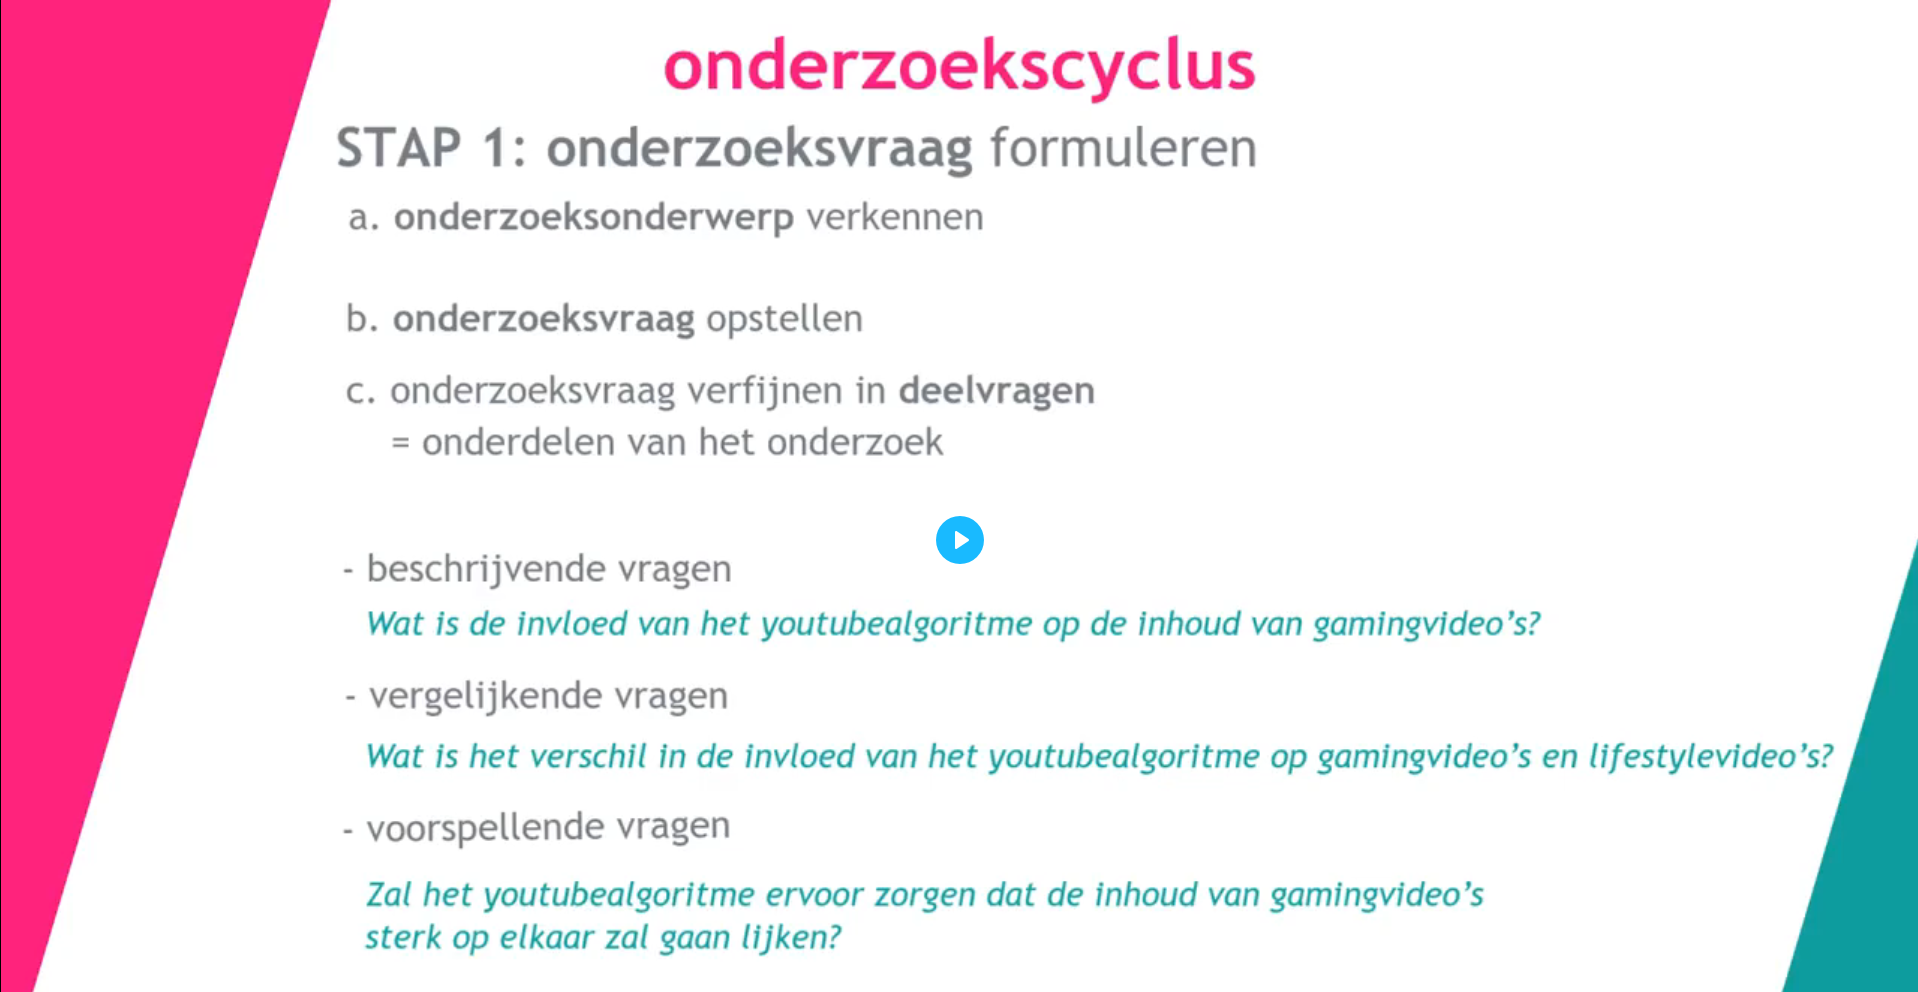 onderzoekscyclus
STAP 1: onderzoeksvraag formuleren
a. onderzoeksonderwerp verkennen
b. onderzoeksvraag opstellen
c. onderzoeksvraag verfijnen in deelvragen
= onderdelen van het onderzoek
- beschrijvende vragen
Wat is de invloed van het youtubealgoritme op de inhoud van gamingvideo’s?
- vergelijkende vragen
Wat is het verschil in de invloed van het youtubealgoritme op gamingvideo’s en lifestylevideo’s?
- voorspellende vragen
Zal het youtubealgoritme ervoor zorgen dat de inhoud van gamingvideo’s
sterk op elkaar zal gaan lijken?